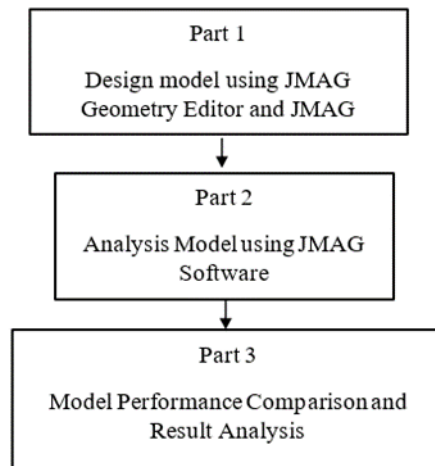 Part 1
Design model using JMAG
Geometry Editor and JMAG
Part 2
Analysis Model using JMAG
Software
Part 3
Model Performance Comparison and
Result Analysis